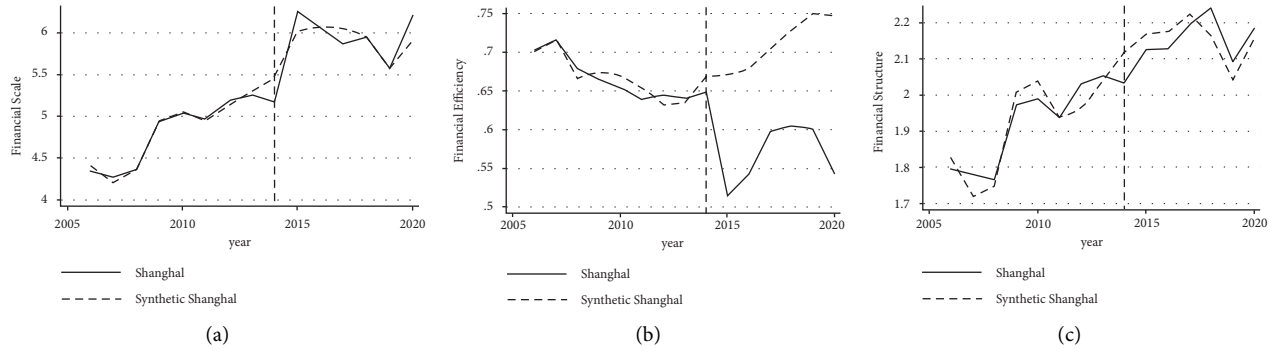 Financial Scale
6
5.5
5
4.5
4
2005 2010 2015 2020
year
Shanghal
Synthetic Shanghal
(a)
Financial Efficiency
.75
.7
.65
.6
.55
.5
2005 2010 2015 2020
year
Shanghal
Synthetic Shanghal
(b)
Financial Structure
2.2
2.1
2
1.9
1.8
1.7
2005 2010 2015 2020
year
Shanghal
Synthetic Shanghal
(c)